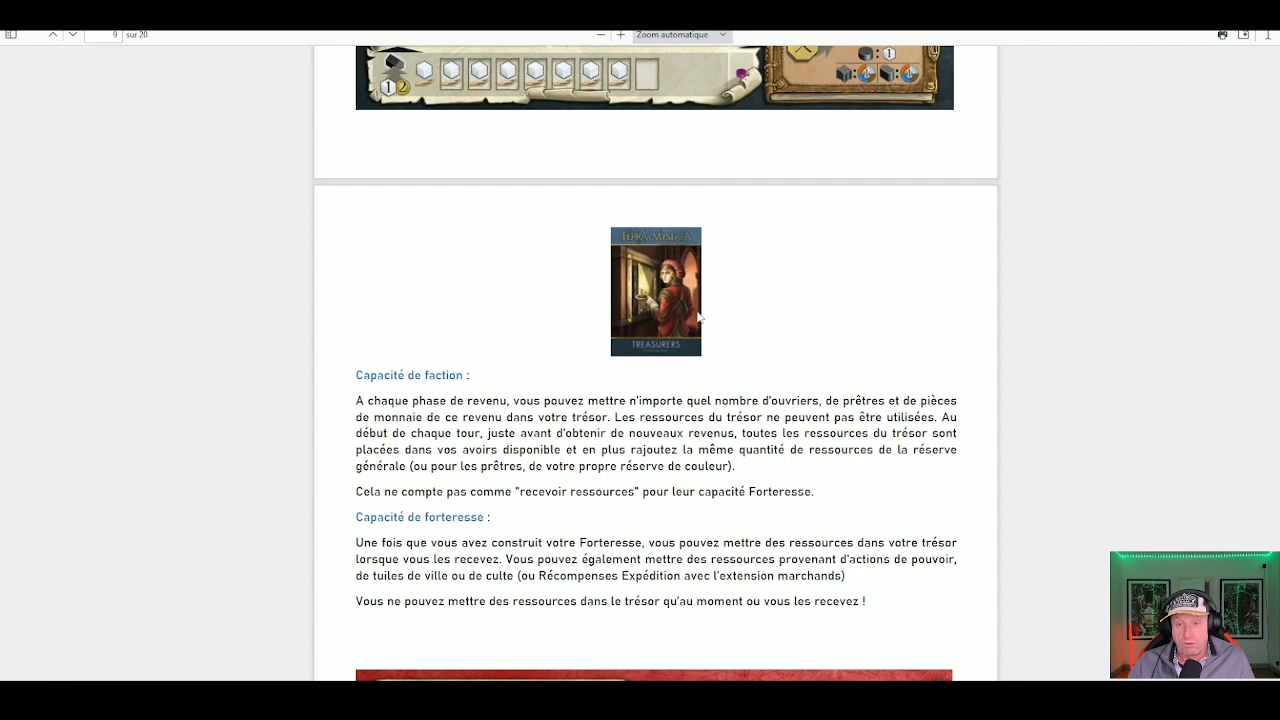 9 sur 20
Zoom automatique
1 2
1
TERRA MYSTICA
TREASURERS
Capacité de faction :
A chaque phase de revenu, vous pouvez mettre n'importe quel nombre d'ouvriers, de prêtres et de pièces
de monnaie de ce revenu dans votre trésor. Les ressources du trésor ne peuvent pas être utilisées. Au
début de chaque tour, juste avant d'obtenir de nouveaux revenus, toutes les ressources du trésor sont
placées dans vos avoirs disponible et en plus rajoutez la même quantité de ressources de la réserve
générale (ou pour les prêtres, de votre propre réserve de couleur).
Cela ne compte pas comme "recevoir ressources" pour leur capacité Forteresse.
Capacité de forteresse :
Une fois que vous avez construit votre Forteresse, vous pouvez mettre des ressources dans votre trésor
lorsque vous les recevez. Vous pouvez également mettre des ressources provenant d'actions de pouvoir,
de tuiles de ville ou de culte (ou Récompenses Expédition avec l'extension marchands)
Vous ne pouvez mettre des ressources dans le trésor qu'au moment ou vous les recevez !